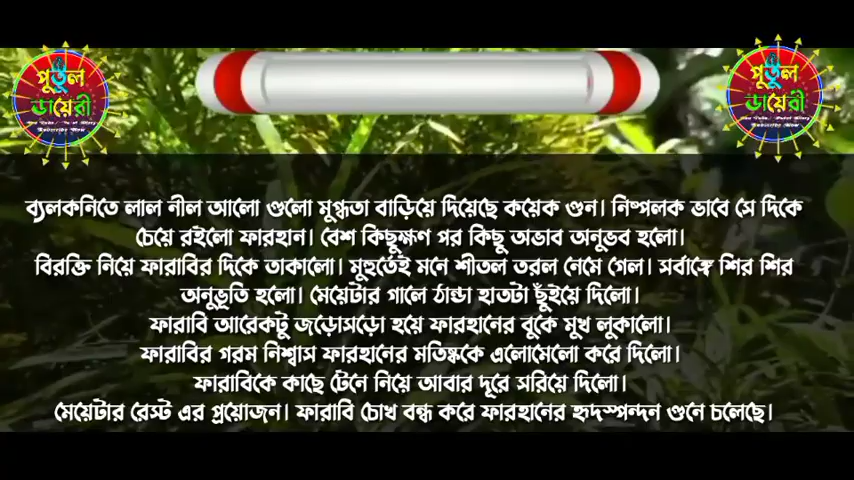 পুতুল
ডায়েরী
পুতুল
ডায়েরী
ব্যলকনিতে লাল নীল আলো গুলো মুগ্ধতা বাড়িয়ে দিয়েছে কয়েক গুন। নিষ্পলক ভাবে সে দিকে
চেয়ে রইলো ফারহান। বেশ কিছুক্ষণ পর কিছু অভাব অনুভব হলো।
বিরক্তি নিয়ে ফারাবির দিকে তাকালো। মুহুর্তেই মনে শীতল তরল নেমে গেল। সর্বাঙ্গে শির শির
অনুভূতি হলো। মেয়েটার গালে ঠান্ডা হাতটা ছুঁইয়ে দিলো।
ফারাবি আরেকটু জড়োসড়ো হয়ে ফারহানের বুকে মুখ লুকালো।
ফারাবির গরম নিশ্বাস ফারহানের মতিষ্ককে এলোমেলো করে দিলো।
ফারাবিকে কাছে টেনে নিয়ে আবার দূরে সরিয়ে দিলো।
মেয়েটার রেস্ট এর প্রয়োজন। ফারাবি চোখ বন্ধ করে ফারহানের হৃদস্পন্দন গুনে চলেছে।